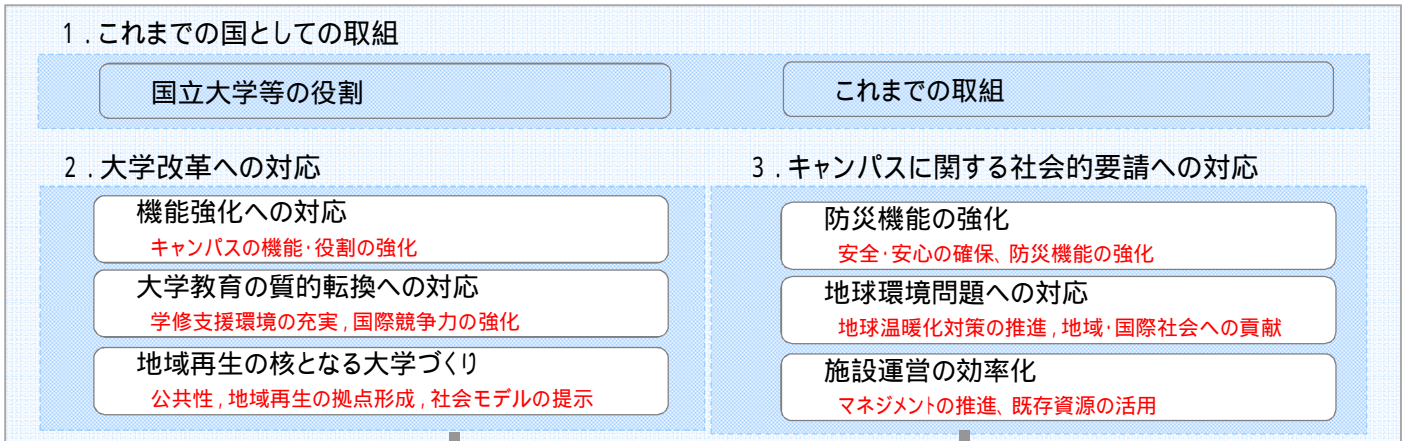 1．これまでの国としての取組
国立大学等の役割
これまでの取組
2．大学改革への対応
機能強化への対応
キャンパスの機能・役割の強化
大学教育の質的転換への対応
学修支援環境の充実，国際競争力の強化
地域再生の核となる大学づくり
公共性，地域再生の拠点形成，社会モデルの提示
3．キャンパスに関する社会的要請への対応
防災機能の強化
安全・安心の確保、防災機能の強化
地球環境問題への対応
地球温暖化対策の推進，地域・国際社会への貢献
施設運営の効率化
マネジメントの推進、既存資源の活用